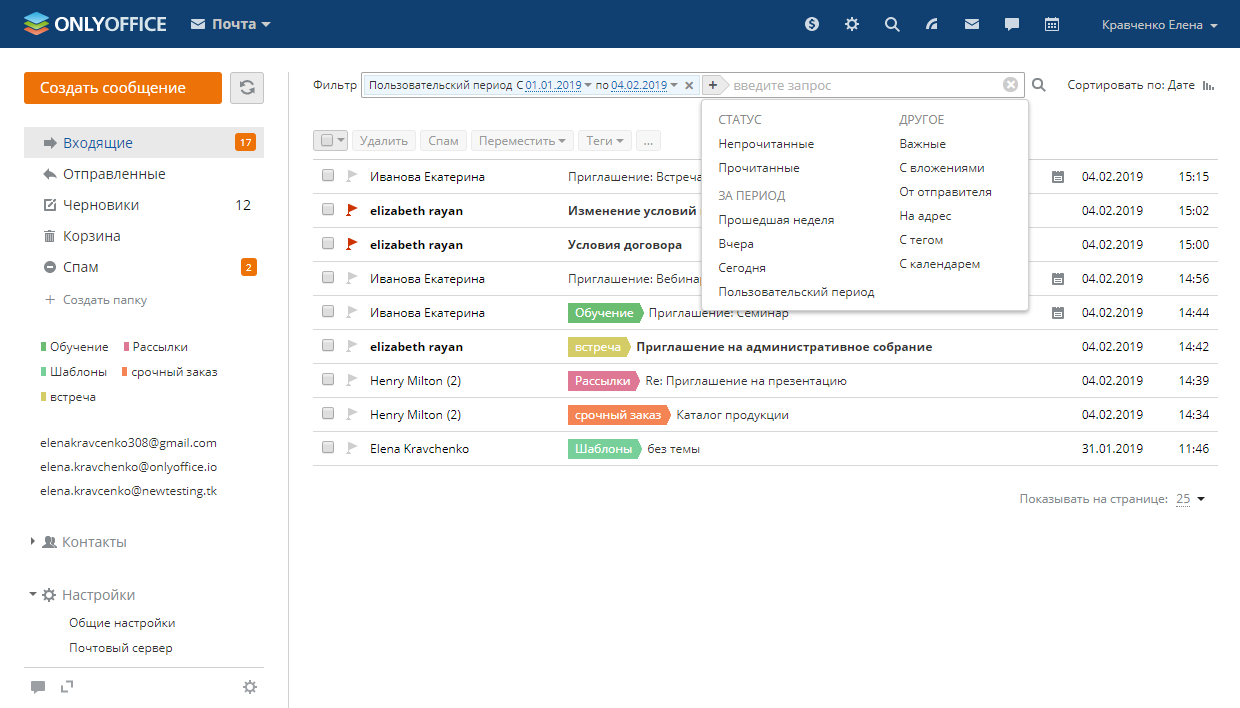 ONLYOFFICE Почта Кравченко Елена
Создать сообщение
Входящие 17
Отправленные
Черновики 12
Корзина
Спам 2
+ Создать папку
Обучение Рассылки
Шаблоны срочный заказ
встреча
elenakravcenko308@gmail.com
elena.kravchenko@onlyoffice.io
elena.kravcenko@newtesting.tk
Контакты
Настройки
Общие настройки
Почтовый сервер
Фильтр Пользовательский период С 01.01.2019 по 04.02.2019 × + введите запрос Сортировать по: Дате
СТАТУС
Непрочитанные
Прочитанные
ЗА ПЕРИОД
Прошедшая неделя
Вчера
Сегодня
Пользовательский период
ДРУГОЕ
Важные
С вложениями
От отправителя
На адрес
С тегом
С календарем
Удалить Спам Переместить Теги ...
Иванова Екатерина Приглашение: Встреча 04.02.2019 15:15
elizabeth rayan Изменение условий 04.02.2019 15:02
elizabeth rayan Условия договора 04.02.2019 15:00
Иванова Екатерина Приглашение: Вебинар 04.02.2019 14:56
Иванова Екатерина Обучение Приглашение: Семинар 04.02.2019 14:44
elizabeth rayan встреча Приглашение на административное собрание 04.02.2019 14:42
Henry Milton (2) Рассылки Re: Приглашение на презентацию 04.02.2019 14:39
Henry Milton (2) срочный заказ Каталог продукции 04.02.2019 14:34
Elena Kravchenko Шаблоны без темы 31.01.2019 11:46
Показывать на странице: 25